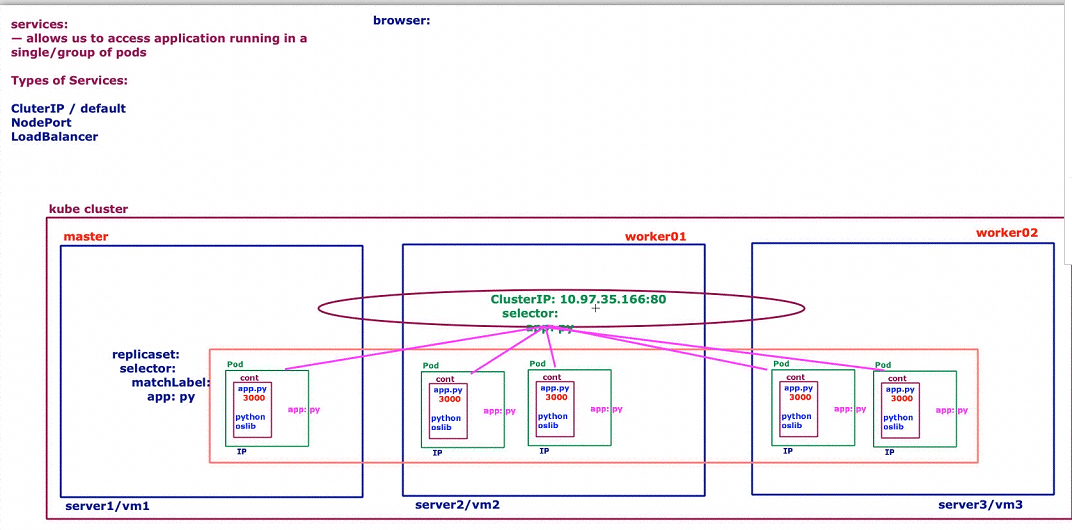 services:
— allows us to access application running in a
single/group of pods
Types of Services:
CluterIP / default
NodePort
LoadBalancer
browser:
kube cluster
master
worker01
worker02
ClusterIP: 10.97.35.166:80
selector:
app: py
replicaset:
selector:
matchLabel:
app: py
Pod
cont
app.py
3000
python
oslib
app: py
IP
Pod
cont
app.py
3000
python
oslib
app: py
IP
Pod
cont
app.py
3000
python
oslib
app: py
IP
Pod
cont
app.py
3000
python
oslib
app: py
IP
Pod
cont
app.py
3000
python
oslib
app: py
IP
server1/vm1
server2/vm2
server3/vm3